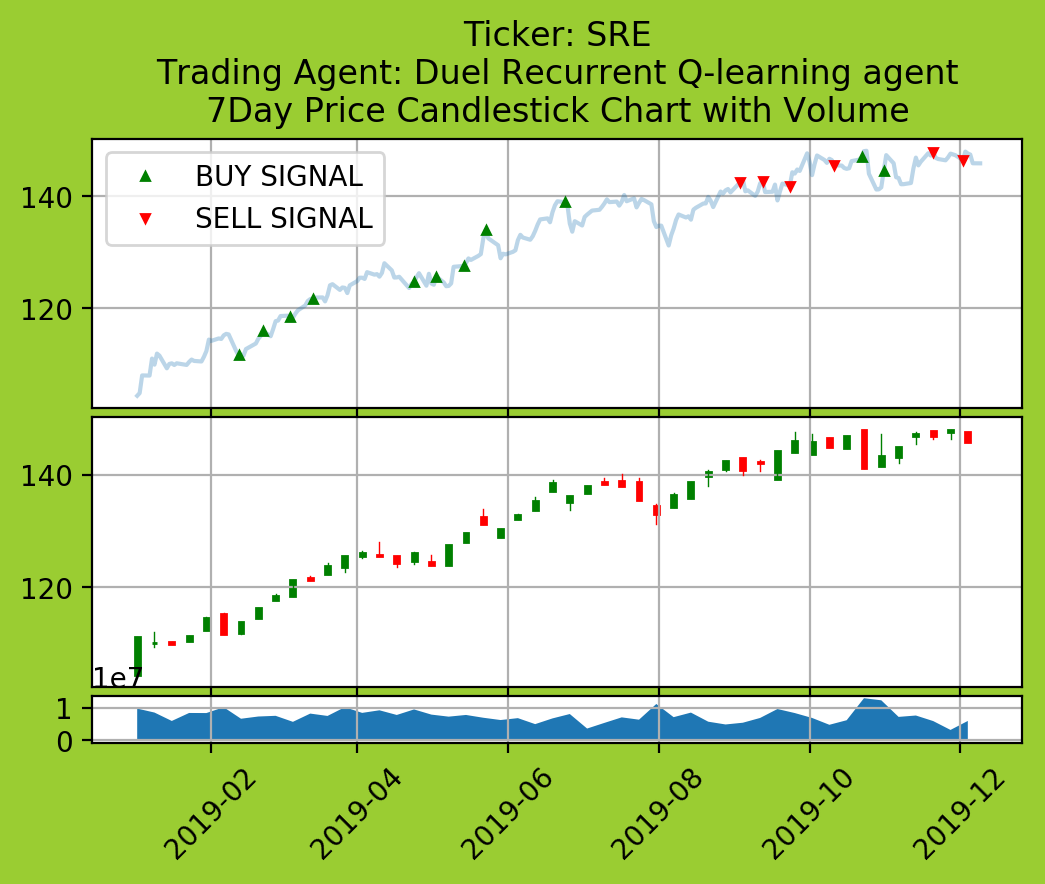 Ticker: SRE
Trading Agent: Duel Recurrent Q-learning agent
7Day Price Candlestick Chart with Volume
BUY SIGNAL
SELL SIGNAL
140
120
140
120
1e7
1
0
2019-02
2019-04
2019-06
2019-08
2019-10
2019-12